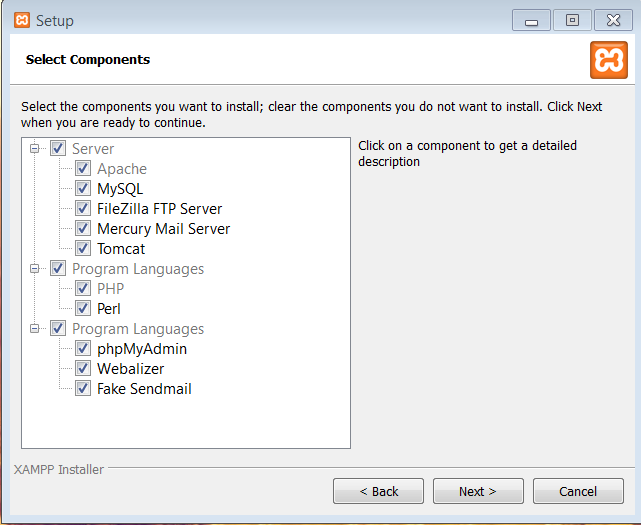 Setup
Select Components
Select the components you want to install; clear the components you do not want to install. Click Next
when you are ready to continue.
Server
Apache
MySQL
FileZilla FTP Server
Mercury Mail Server
Tomcat
Program Languages
PHP
Perl
Program Languages
phpMyAdmin
Webalizer
Fake Sendmail
Click on a component to get a detailed
description
XAMPP Installer
< Back
Next >
Cancel